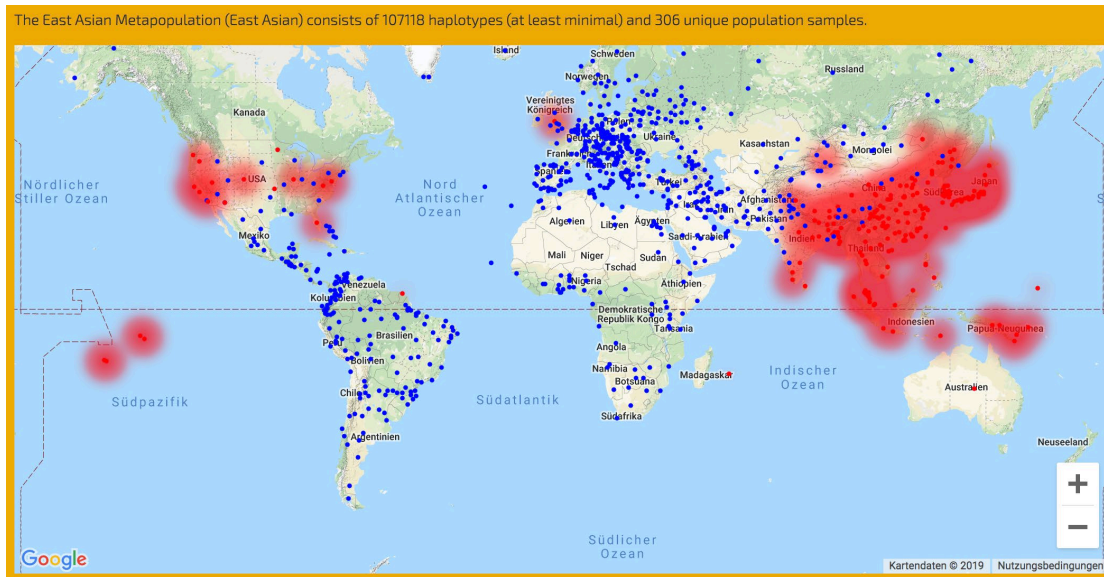 The East Asian Metapopulation (East Asian) consists of 107118 haplotypes (at least minimal) and 306 unique population samples.
Island
Schweden
Russland
Norwegen
Kanada
Vereinigtes
Königreich
Polen
Deutsch
Ukraine
Kasachstan
Mongolei
Frankreich
Italien
Spanien
USA
Nördlicher
Stiller Ozean
Nord
Atlantischer
Ozean
Türkei
Iran
Afghanistan
Pakistan
China
Südkorea
Japan
Algerien
Libyen
Ägypten
Saudi-Arabien
Indien
Thailand
Mexiko
Mali
Niger
Tschad
Sudan
Nigeria
Äthiopien
Venezuela
Kolumbien
Demokratische
Republik Kongo
Tansania
Indonesien
Papua-Neuguinea
Brasilien
Peru
Bolivien
Angola
Namibia
Botsuana
Madagaskar
Indischer
Ozean
Australien
Südpazifik
Chile
Südatlantik
Südafrika
Argentinien
Neuseeland
Südlicher
Ozean
Google
Kartendaten © 2019
Nutzungsbedingungen